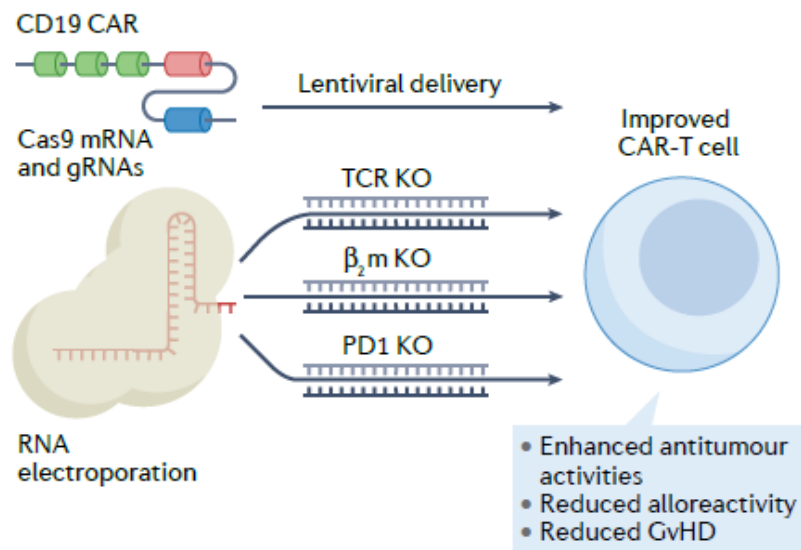 CD19 CAR
Lentiviral delivery
Cas9 mRNA
and gRNAs
Improved
CAR-T cell
TCR KO
β₂m KO
PD1 KO
RNA
electroporation
• Enhanced antitumour
activities
• Reduced alloreactivity
• Reduced GvHD